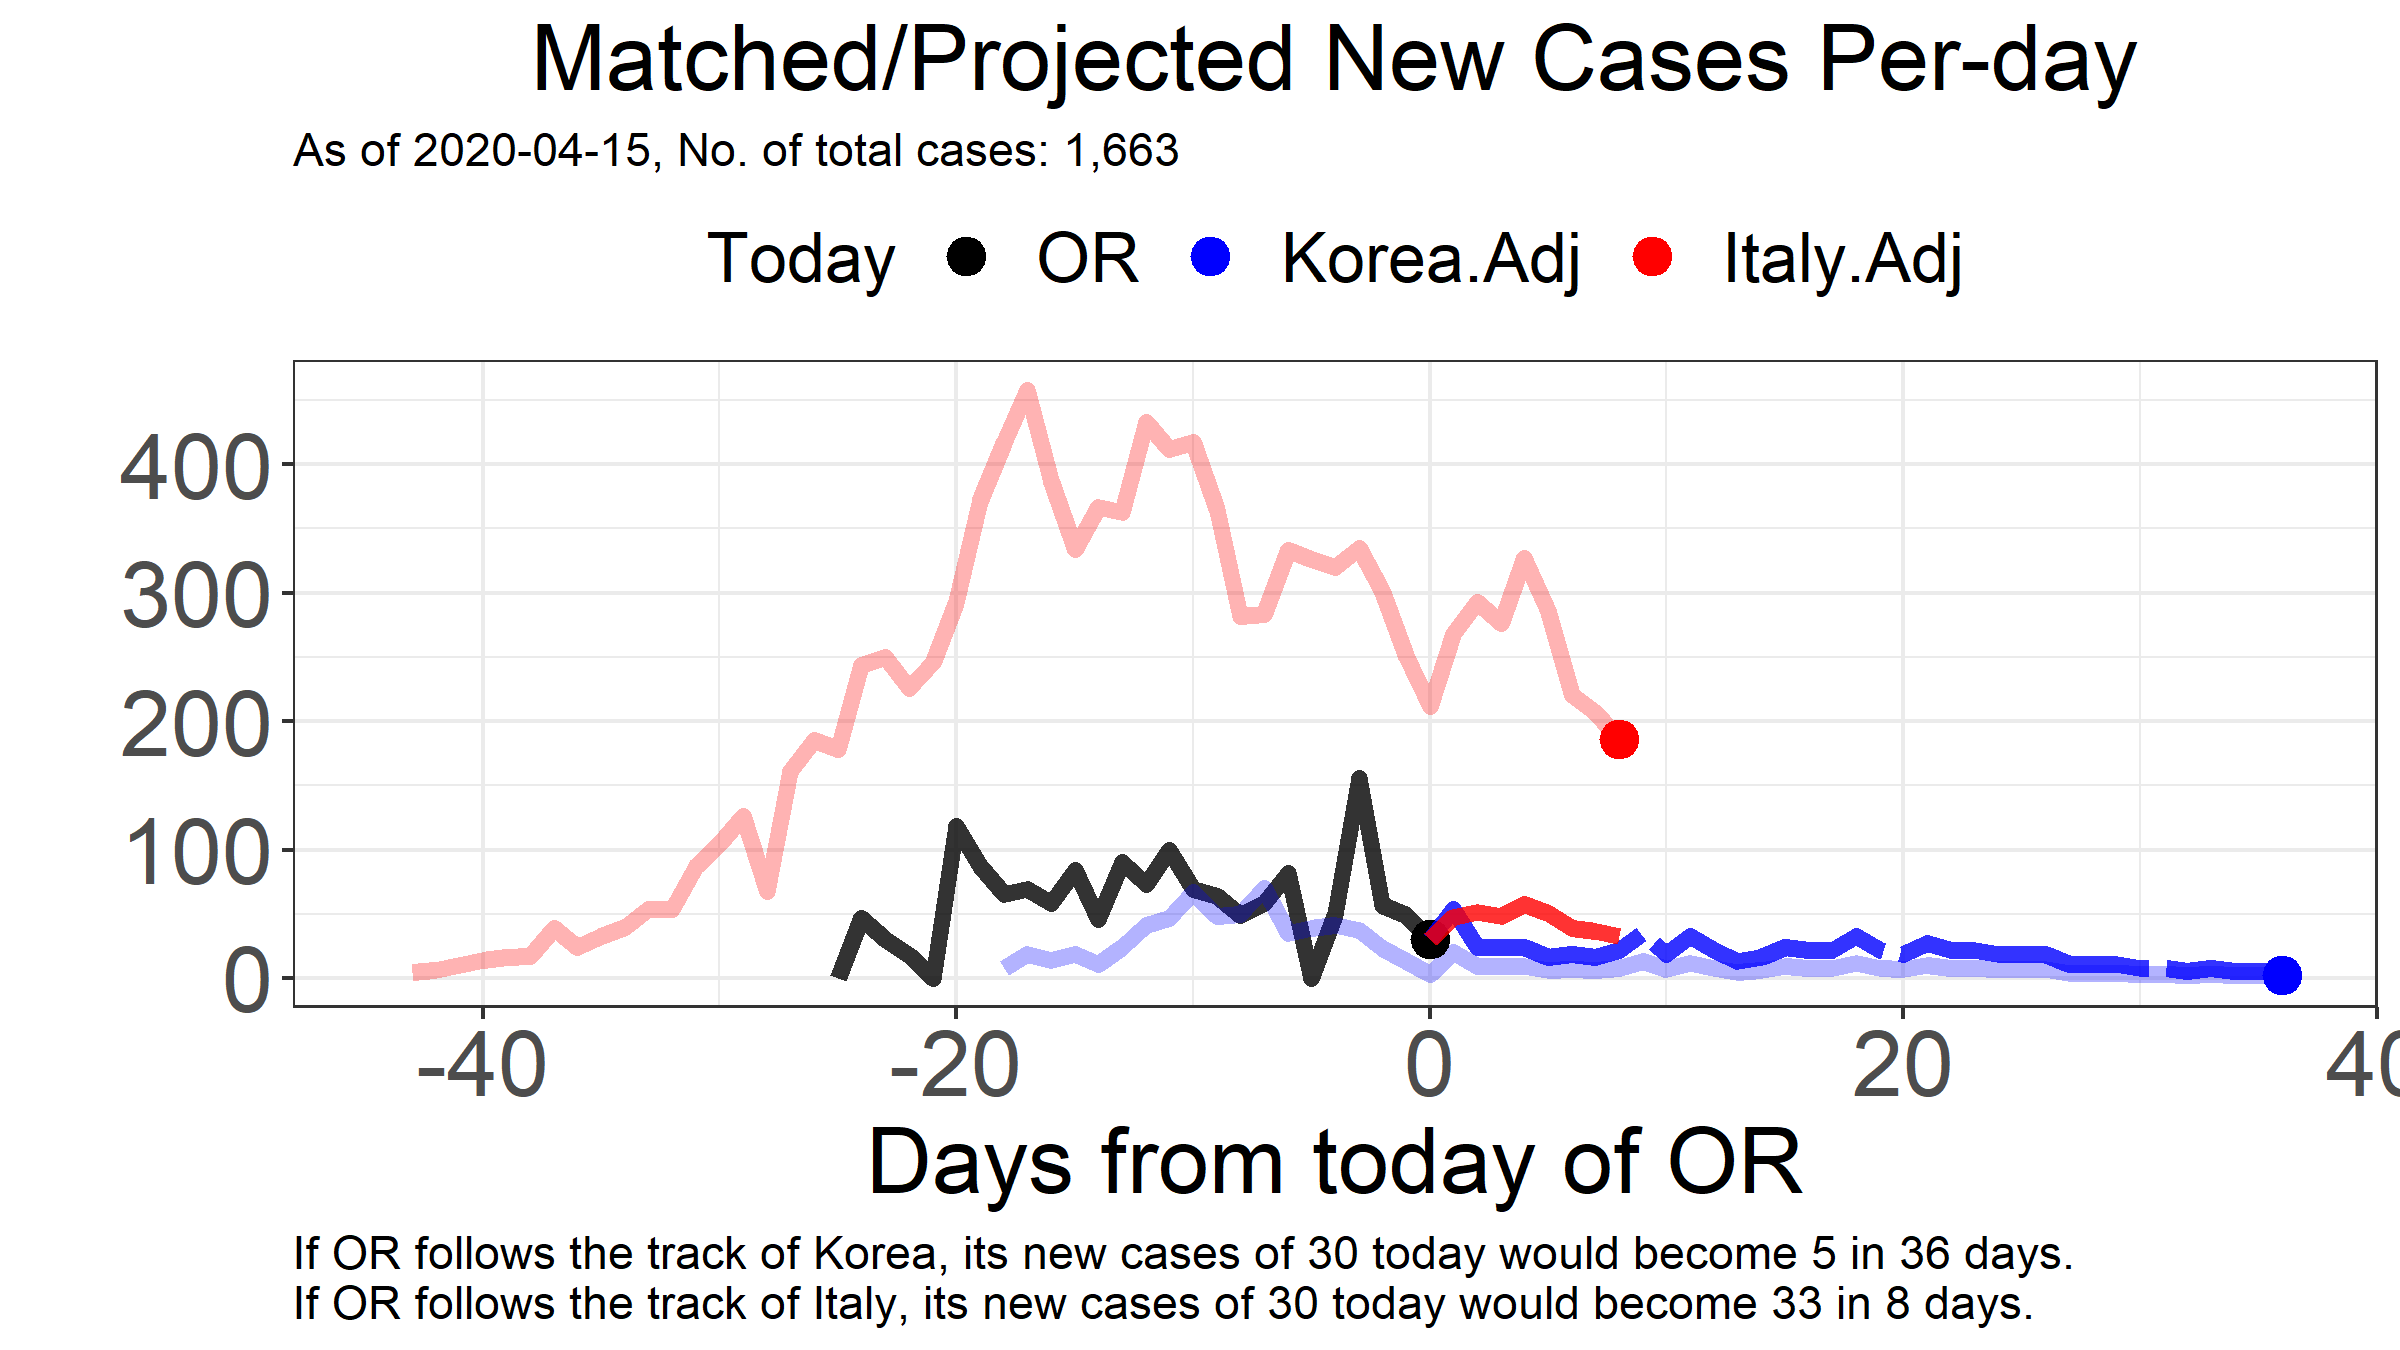 Matched/Projected New Cases Per-day
As of 2020-04-15, No. of total cases: 1,663
Today OR Korea.Adj Italy.Adj
400
300
200
100
0
-40 -20 0 20 40
Days from today of OR
If OR follows the track of Korea, its new cases of 30 today would become 5 in 36 days.
If OR follows the track of Italy, its new cases of 30 today would become 33 in 8 days.